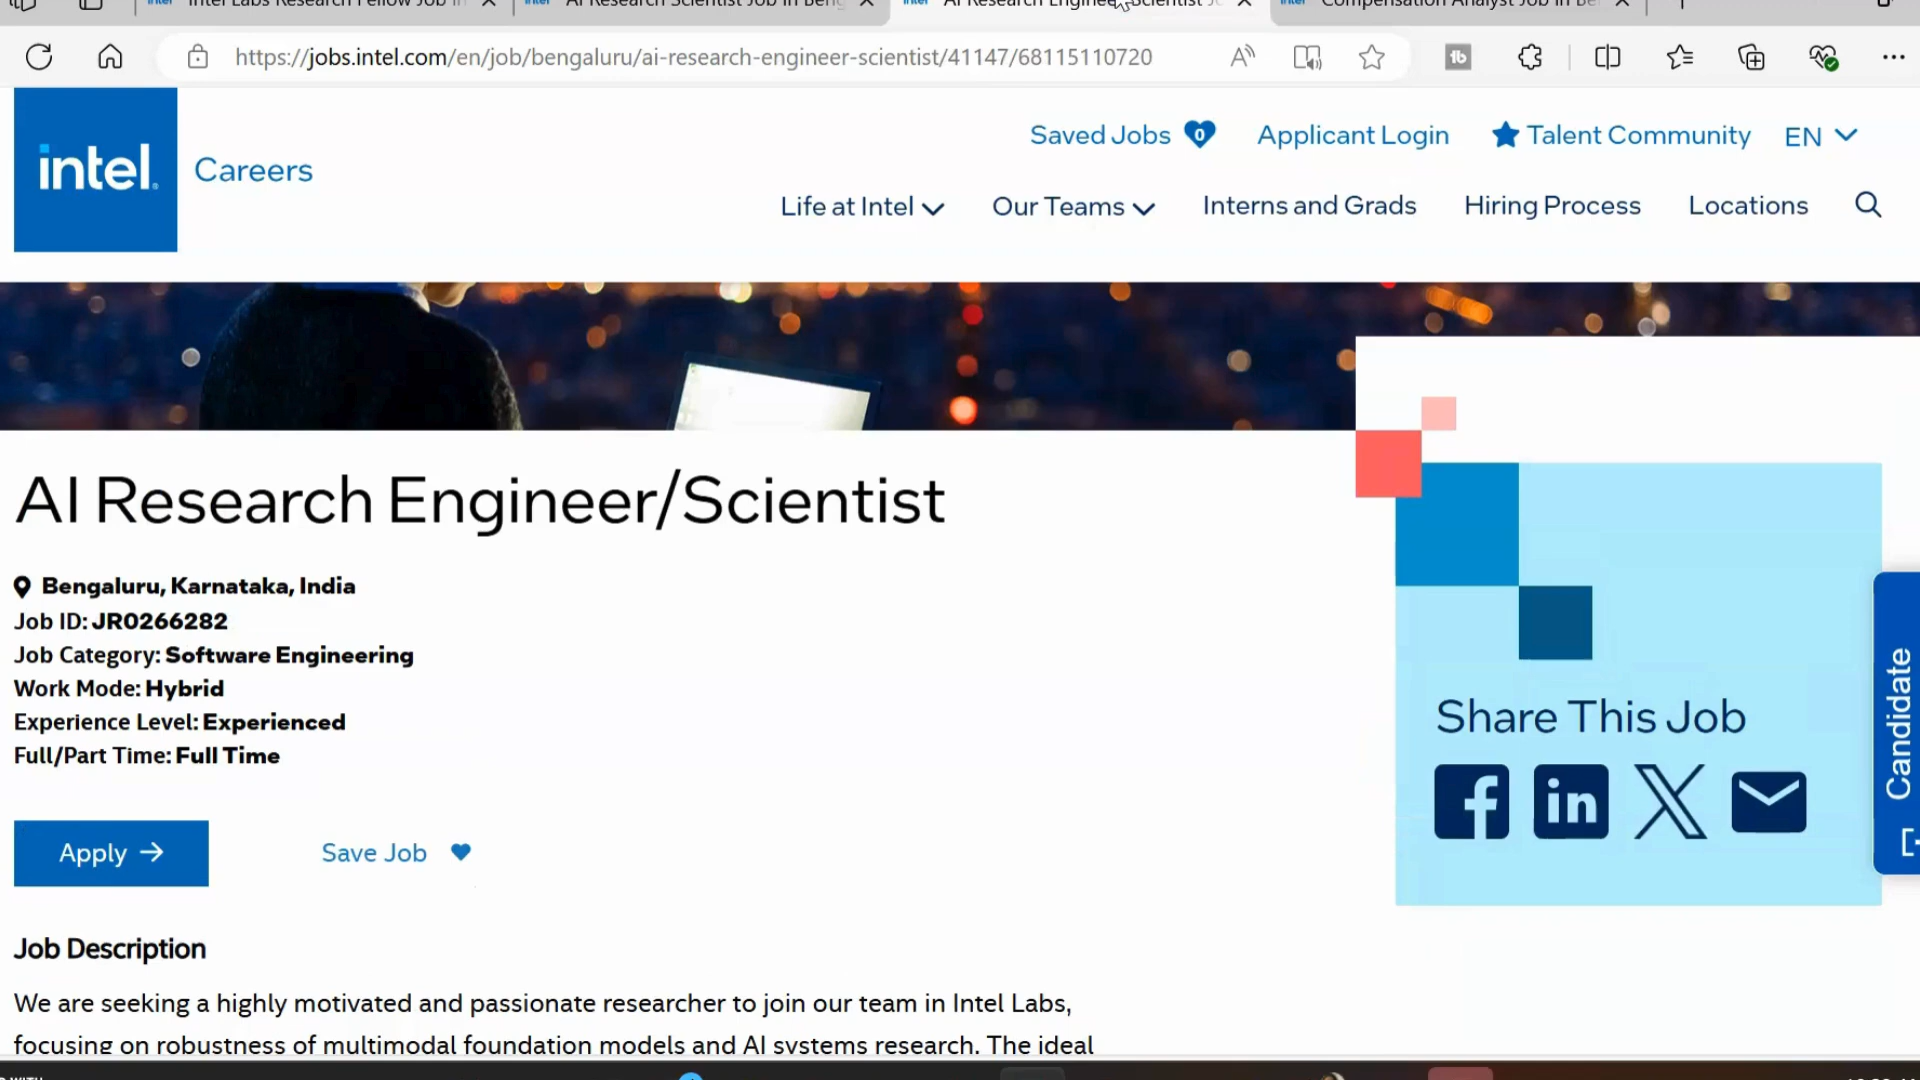 https://jobs.intel.com/en/job/bengaluru/ai-research-engineer-scientist/41147/68115110720
intel.
Careers
Saved Jobs 0 Applicant Login Talent Community EN
Life at Intel Our Teams Interns and Grads Hiring Process Locations
AI Research Engineer/Scientist
Bengaluru, Karnataka, India
Job ID: JR0266282
Job Category: Software Engineering
Work Mode: Hybrid
Experience Level: Experienced
Full/Part Time: Full Time
Apply → Save Job
Share This Job
Candidate
Job Description
We are seeking a highly motivated and passionate researcher to join our team in Intel Labs,
focusing on robustness of multimodal foundation models and AI systems research. The ideal